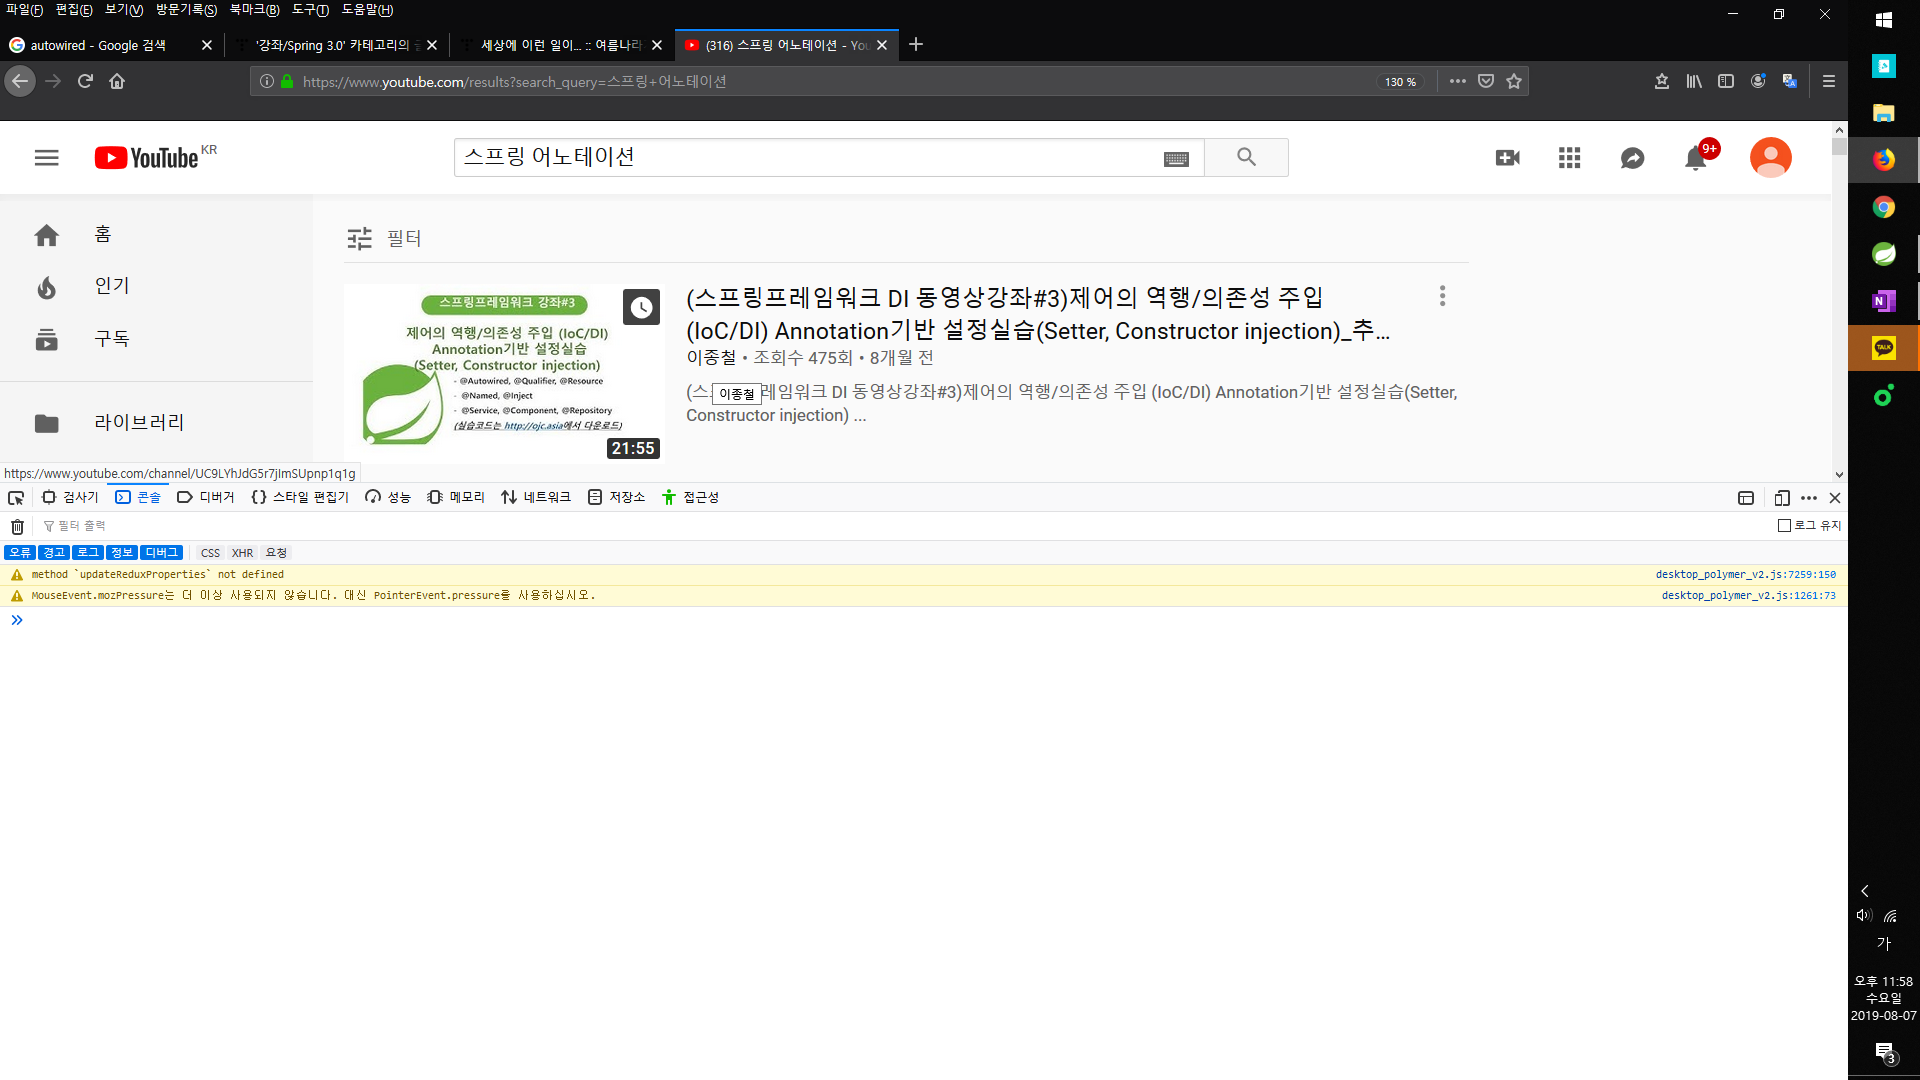 파일(F) 편집(E) 보기(V) 방문기록(S) 북마크(B) 도구(T) 도움말(H)
autowired - Google 검색
'강좌/Spring 3.0' 카테고리의 글
세상에 이런 일이... :: 여름나라
(316) 스프링 어노테이션 - You
https://www.youtube.com/results?search_query=스프링+어노테이션
130 %
YouTube KR
스프링 어노테이션
9+
홈
인기
구독
라이브러리
필터
스프링프레임워크 강좌#3
제어의 역행/의존성 주입 (IoC/DI)
Annotation기반 설정실습
(Setter, Constructor injection)
- @Autowired, @Qualifier, @Resource
- @Named, @Inject
- @Service, @Component, @Repository
(실습코드는 http://ojc.asia에서 다운로드)
21:55
(스프링프레임워크 DI 동영상강좌#3)제어의 역행/의존성 주입
(IoC/DI) Annotation기반 설정실습(Setter, Constructor injection)_추...
이종철 • 조회수 475회 • 8개월 전
이종철
레임워크 DI 동영상강좌#3)제어의 역행/의존성 주입 (IoC/DI) Annotation기반 설정실습(Setter,
Constructor injection) ...
https://www.youtube.com/channel/UC9LYhJdG5r7jImSUpnp1q1g
검사기 콘솔 디버거 스타일 편집기 성능 메모리 네트워크 저장소 접근성
필터 출력
로그 유지
오류 경고 로그 정보 디버그 CSS XHR 요청
method `updateReduxProperties` not defined
desktop_polymer_v2.js:7259:150
MouseEvent.mozPressure는 더 이상 사용되지 않습니다. 대신 PointerEvent.pressure를 사용하십시오.
desktop_polymer_v2.js:1261:73
N
TALK
가
오후 11:58
수요일
2019-08-07
3